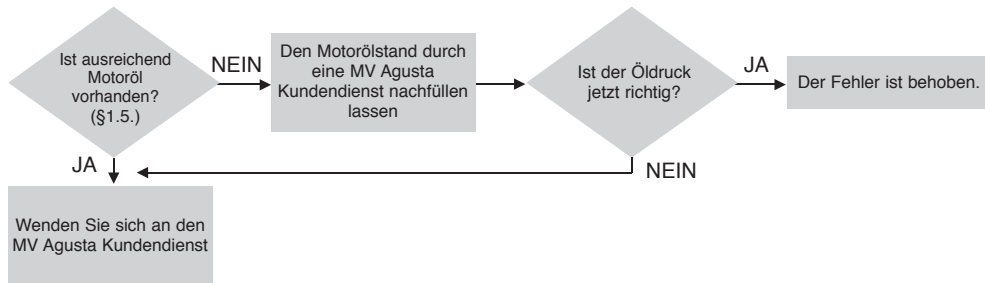 Ist ausreichend
Motoröl
vorhanden?
(§1.5.)
NEIN
Den Motorölstand durch
eine MV Agusta
Kundendienst nachfüllen
lassen
Ist der Öldruck
jetzt richtig?
JA
Der Fehler ist behoben.
JA
NEIN
Wenden Sie sich an den
MV Agusta Kundendienst